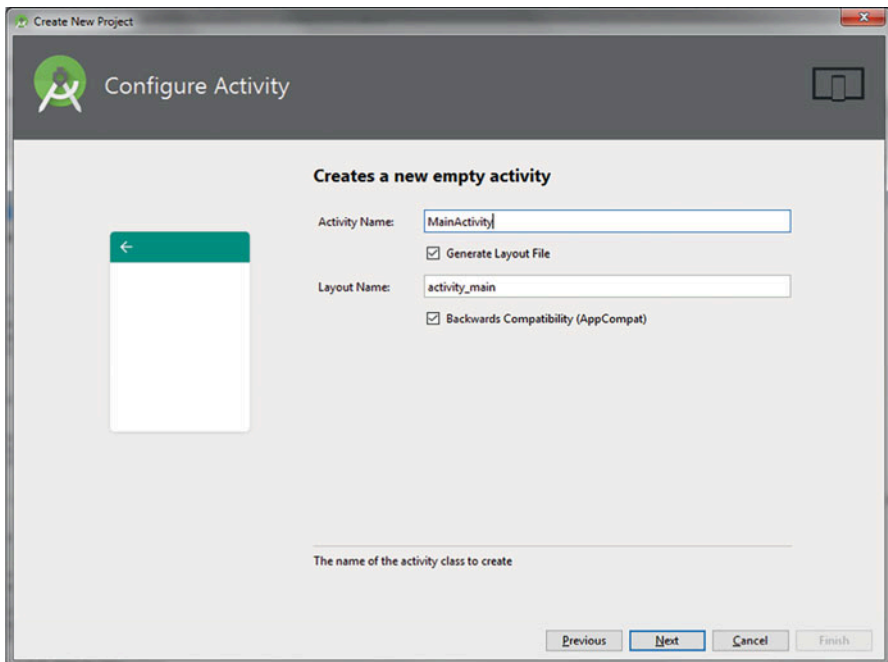 Create New Project
Configure Activity
Creates a new empty activity
Activity Name: MainActivity
Generate Layout File
Layout Name: activity_main
Backwards Compatibility (AppCompat)
The name of the activity class to create
Previous Next Cancel Finish